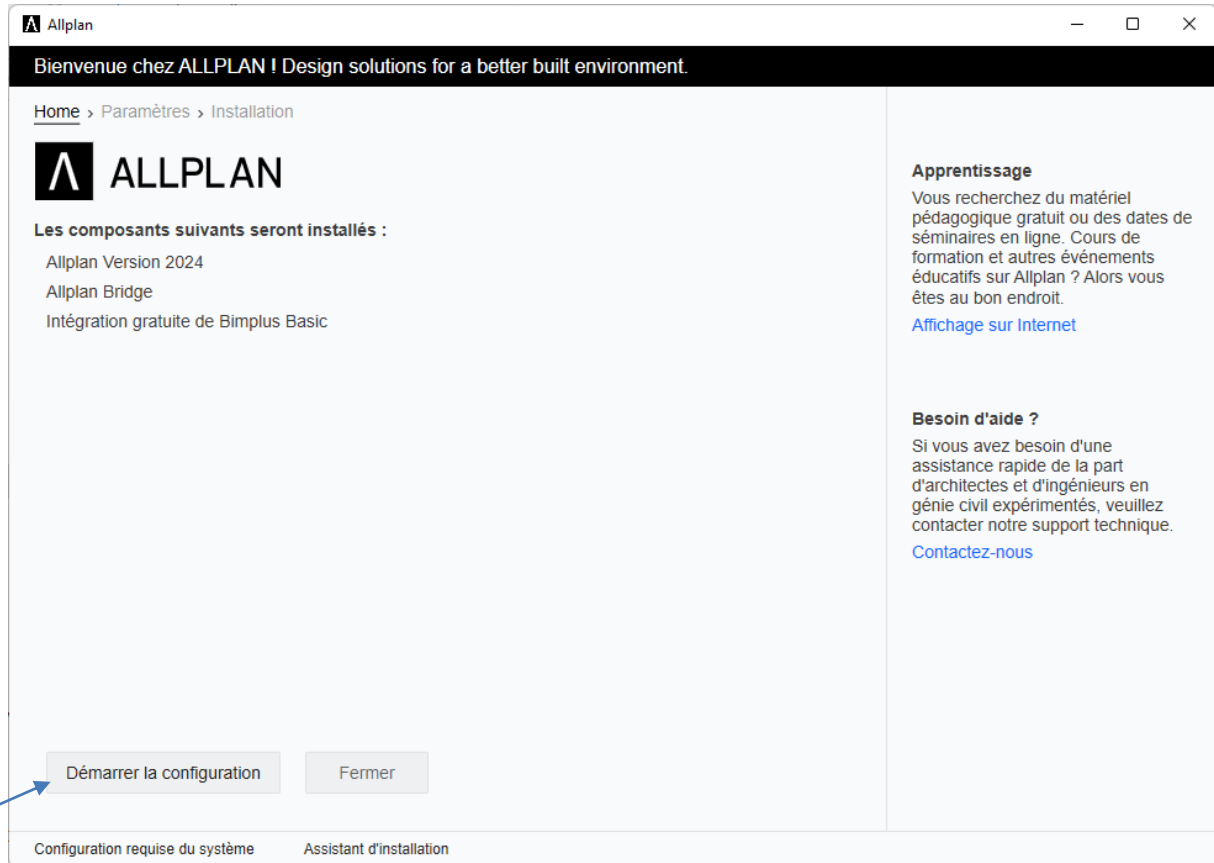 Allplan
Bienvenue chez ALLPLAN ! Design solutions for a better built environment.
Home › Paramètres › Installation
ALLPLAN
Les composants suivants seront installés :
Allplan Version 2024
Allplan Bridge
Intégration gratuite de Bimplus Basic
Démarrer la configuration
Fermer
Apprentissage
Vous recherchez du matériel
pédagogique gratuit ou des dates de
séminaires en ligne. Cours de
formation et autres événements
éducatifs sur Allplan ? Alors vous
êtes au bon endroit.
Affichage sur Internet
Besoin d'aide ?
Si vous avez besoin d'une
assistance rapide de la part
d'architectes et d'ingénieurs en
génie civil expérimentés, veuillez
contacter notre support technique.
Contactez-nous
Configuration requise du système
Assistant d'installation